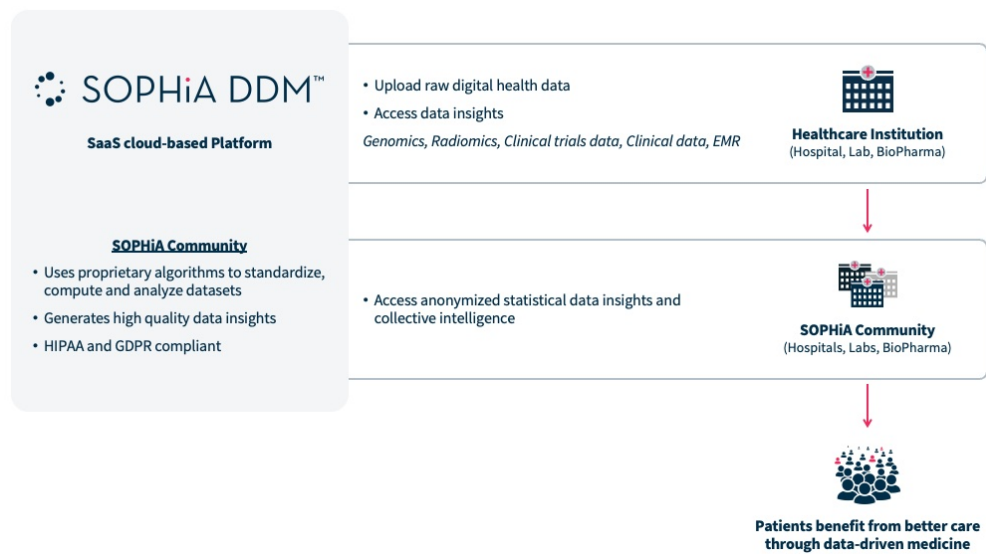 SOPHiA DDM™
SaaS cloud-based Platform
SOPHiA Community
• Uses proprietary algorithms to standardize,
compute and analyze datasets
• Generates high quality data insights
• HIPAA and GDPR compliant
• Upload raw digital health data
• Access data insights
Genomics, Radiomics, Clinical trials data, Clinical data, EMR
Healthcare Institution
(Hospital, Lab, BioPharma)
• Access anonymized statistical data insights and
collective intelligence
SOPHiA Community
(Hospitals, Labs, BioPharma)
Patients benefit from better care
through data-driven medicine